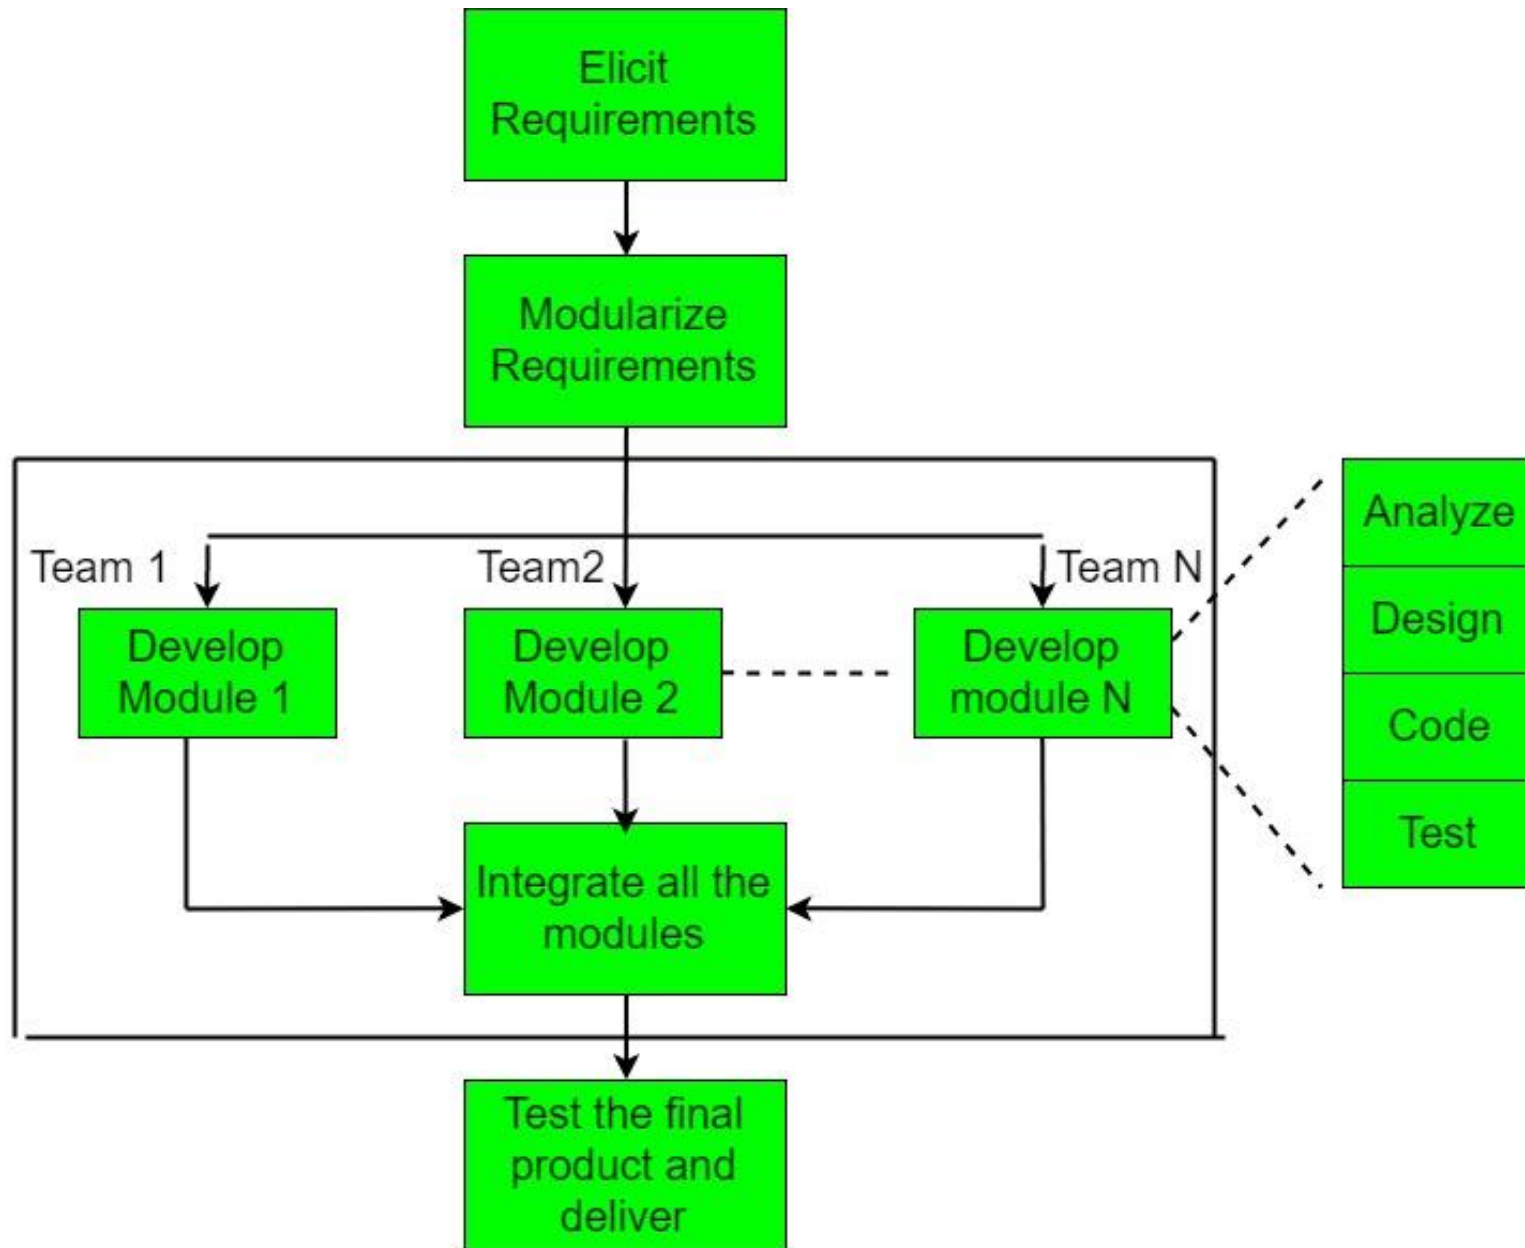 Elicit
Requirements
Modularize
Requirements
Team 1
Team2
Team N
Develop
Module 1
Develop
Module 2
Develop
module N
Analyze
Design
Code
Test
Integrate all the
modules
Test the final
product and
deliver